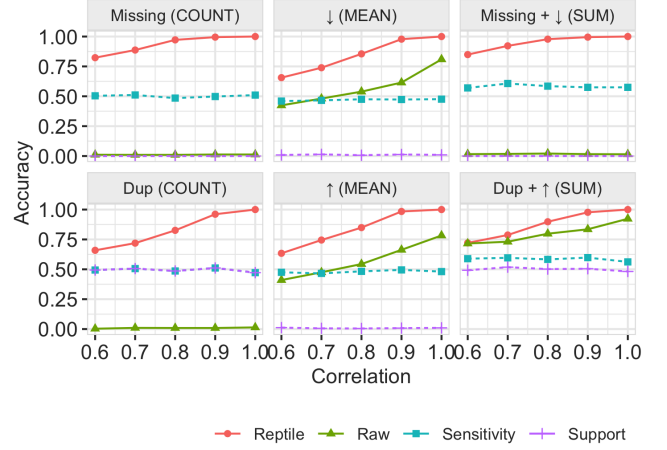 Missing (COUNT) ↓ (MEAN) Missing + ↓ (SUM)
1.00
0.75
0.50
0.25
0.00
Accuracy
Dup (COUNT) ↑ (MEAN) Dup + ↑ (SUM)
1.00
0.75
0.50
0.25
0.00
0.6 0.7 0.8 0.9 1.0 0.6 0.7 0.8 0.9 1.0 0.6 0.7 0.8 0.9 1.0
Correlation
Reptile Raw Sensitivity Support